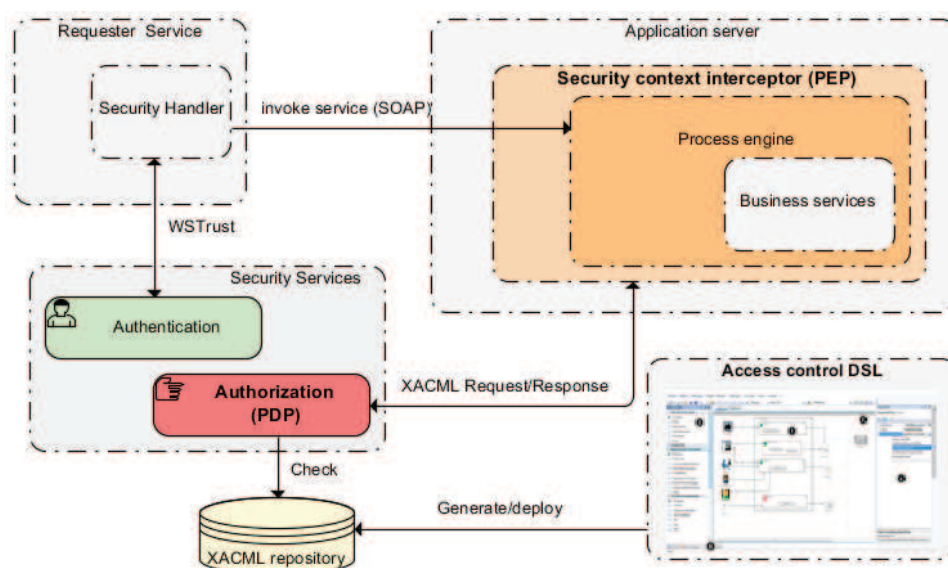 Requester Service
Application server
Security context interceptor (PEP)
Security Handler
invoke service (SOAP)
Process engine
Business services
WSTrust
Security Services
Authentication
Authorization
(PDP)
XACML Request/Response
Access control DSL
Check
Generate/deploy
XACML repository